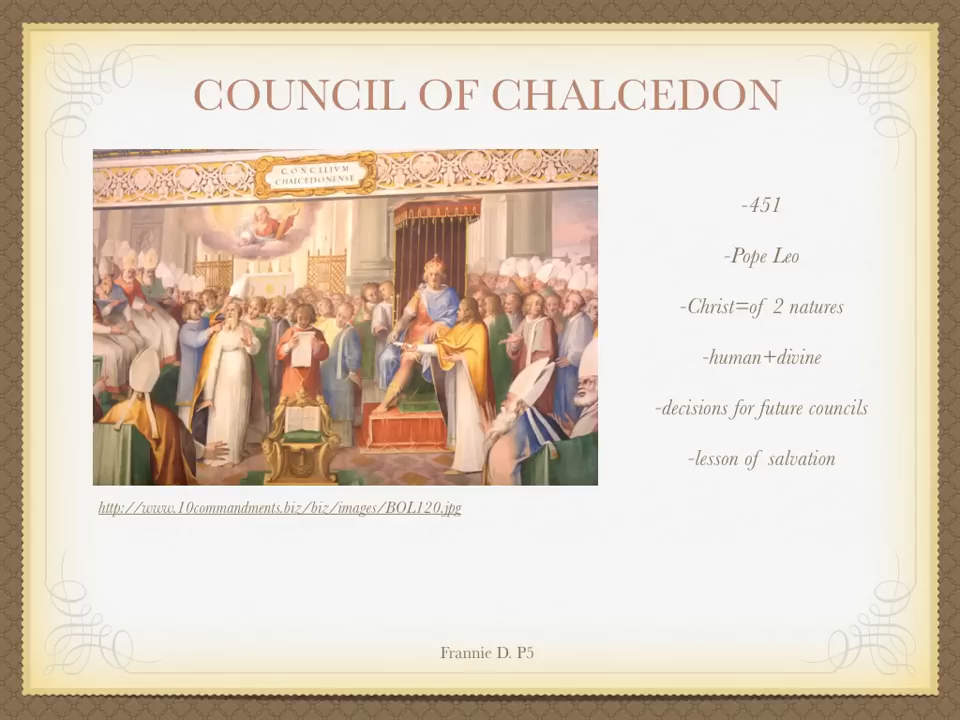 COUNCIL OF CHALCEDON
CONCILIVM
CHALCEDONENSE
-451
-Pope Leo
-Christ=of 2 natures
-human+divine
-decisions for future councils
-lesson of salvation
http://www.10commandments.biz/biz/images/BOL120.jpg
Frannie D. P5